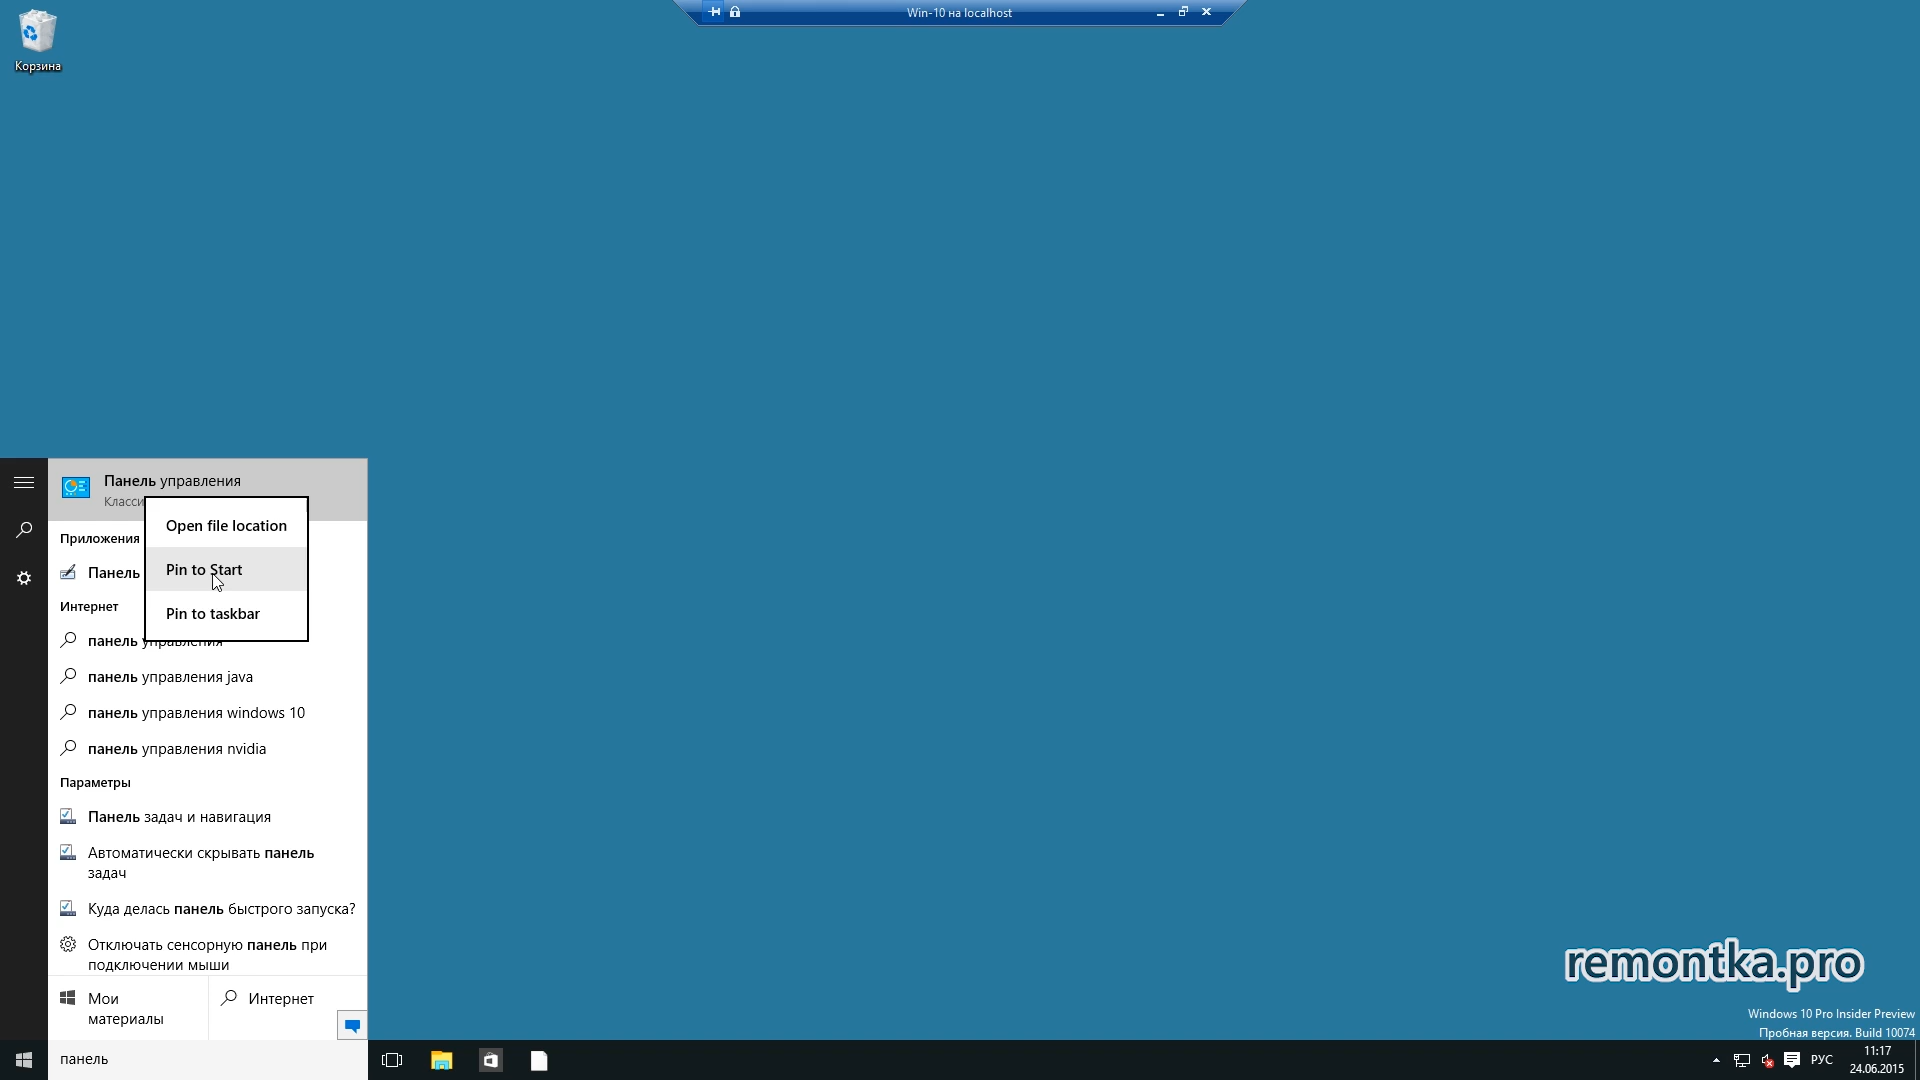 Win-10 на localhost
Корзина
Панель управления
Класси
Open file location
Pin to Start
Pin to taskbar
Приложения
Панель
Интернет
панель управления
панель управления java
панель управления windows 10
панель управления nvidia
Параметры
Панель задач и навигация
Автоматически скрывать панель
задач
Куда делась панель быстрого запуска?
Отключать сенсорную панель при
подключении мыши
Мои
материалы
Интернет
панель
remontka.pro
Windows 10 Pro Insider Preview
Пробная версия. Build 10074
РУС
11:17
24.06.2015